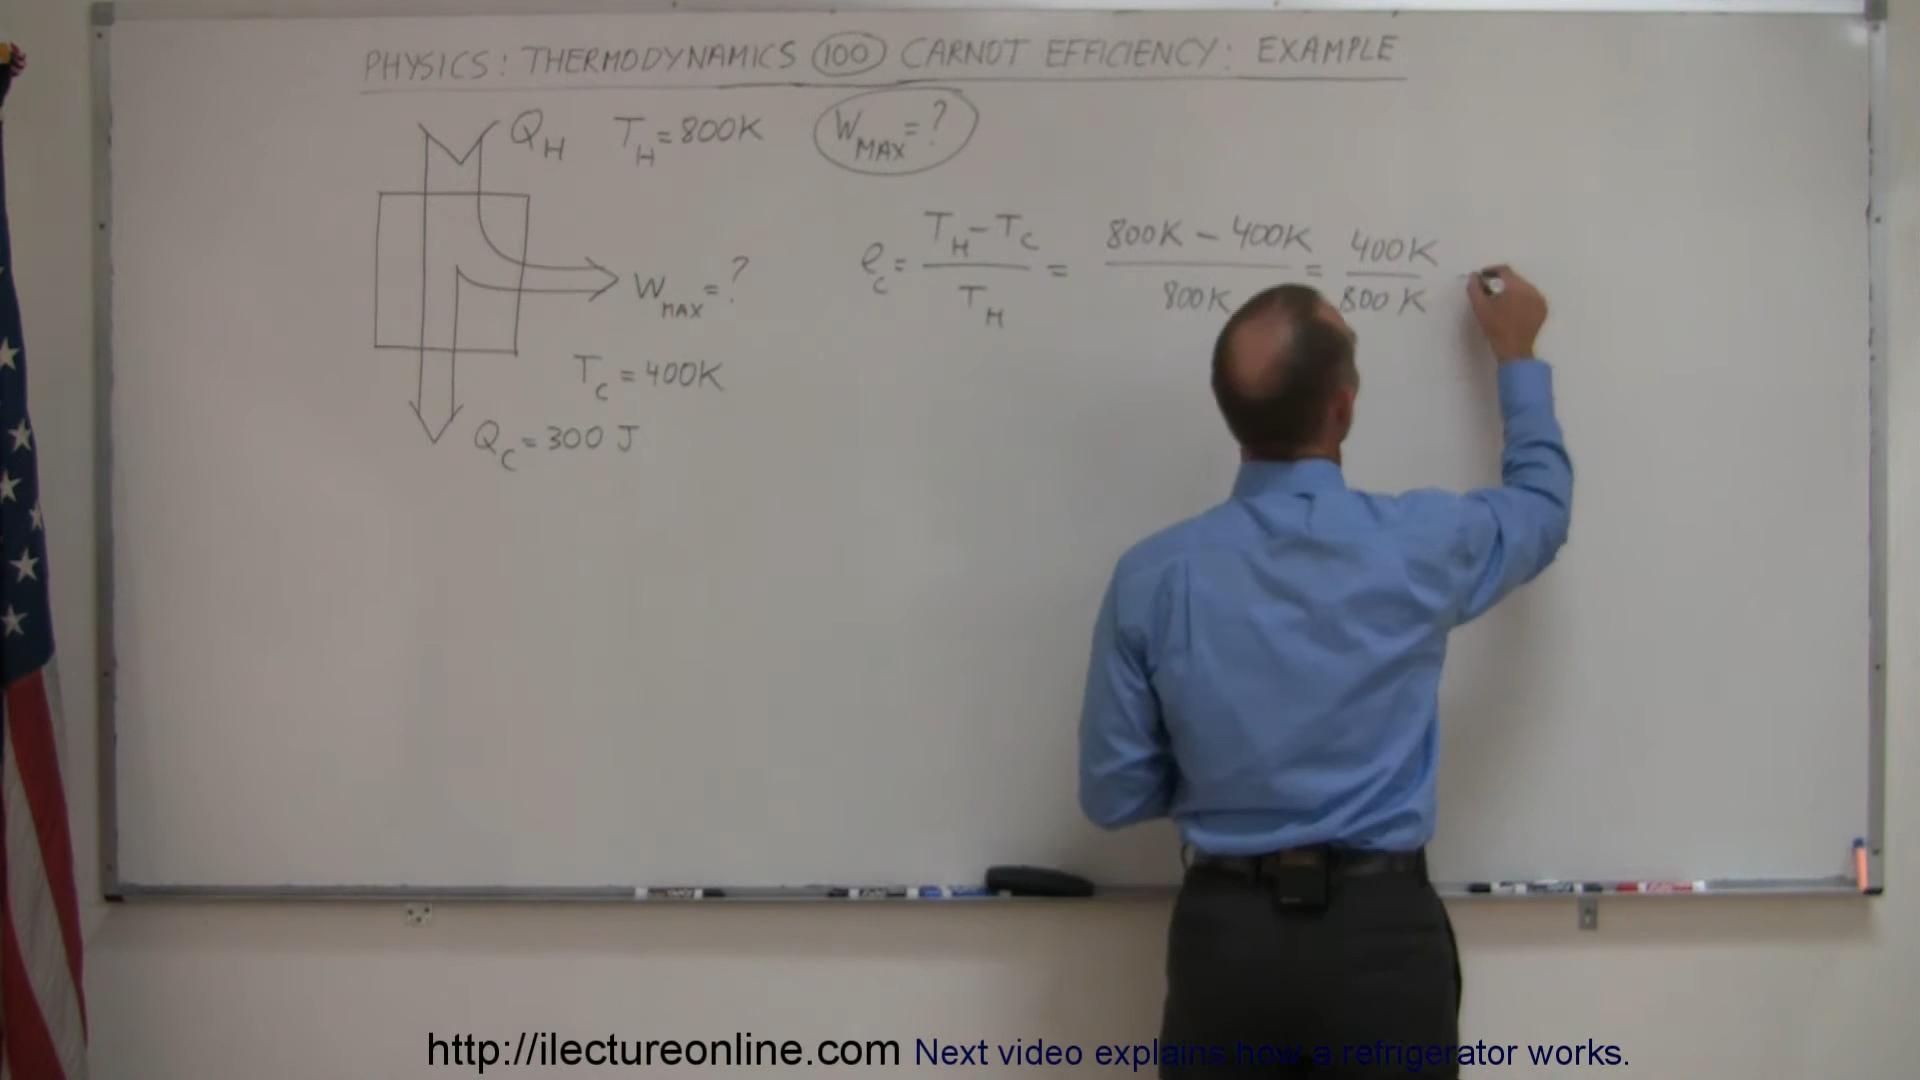 PHYSICS: THERMODYNAMICS 100 CARNOT EFFICIENCY: EXAMPLE
Q_H T_H = 800K W_MAX = ?
W_MAX = ?
T_C = 400K
Q_C = 300 J
e_C = (T_H - T_C) / T_H = (800K - 400K) / 800K = 400K / 800K
http://ilectureonline.com Next video explains how a refrigerator works.